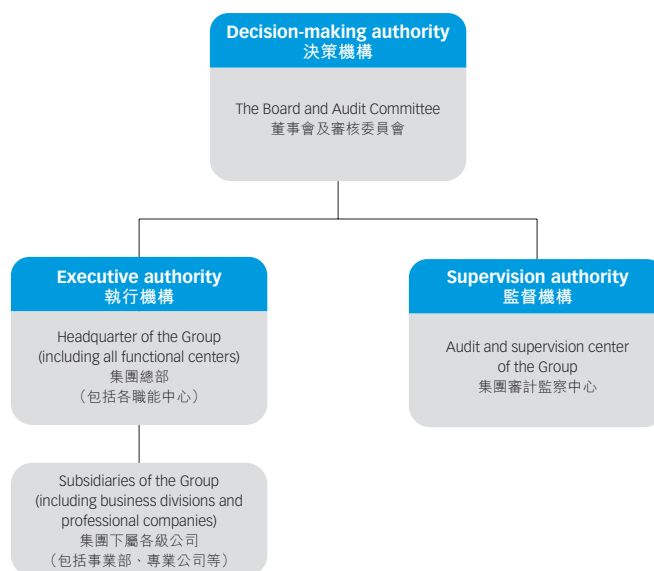 Decision-making authority
決策機構
The Board and Audit Committee
董事會及審核委員會
Executive authority
執行機構
Headquarter of the Group
(including all functional centers)
集團總部
（包括各職能中心）
Subsidiaries of the Group
(including business divisions and
professional companies)
集團下屬各級公司
（包括事業部、專業公司等）
Supervision authority
監督機構
Audit and supervision center
of the Group
集團審計監察中心